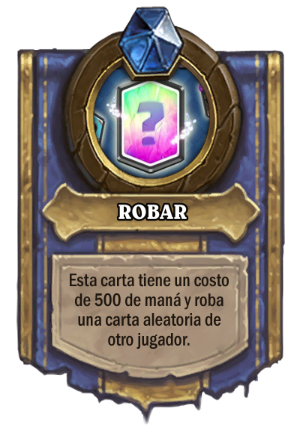 ?
ROBAR
Esta carta tiene un costo
de 500 de maná y roba
una carta aleatoria de
otro jugador.